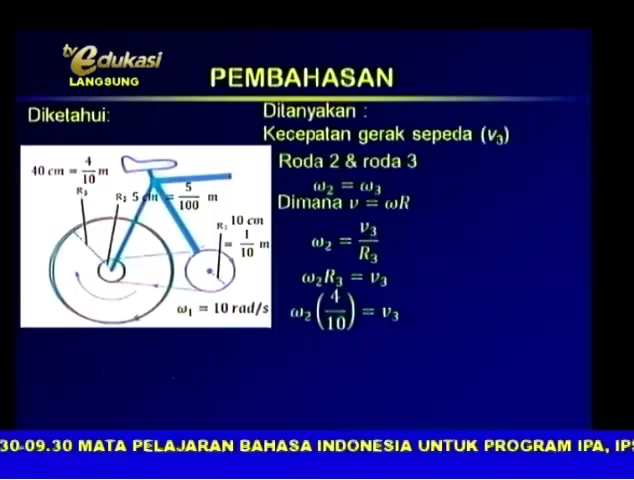 tv edukasi
LANGSUNG
PEMBAHASAN
Diketahui:
Ditanyakan :
Kecepatan gerak sepeda (v₃)
Roda 2 & roda 3
ω₂ = ω₃
Dimana v = ωR
ω₂ = v₃/R₃
ω₂R₃ = v₃
ω₂(4/10) = v₃
40 cm = 4/10 m
R₃
R₂ 5 cm = 5/100 m
R₁ 10 cm
= 1/10 m
ω₁ = 10 rad/s
30-09.30 MATA PELAJARAN BAHASA INDONESIA UNTUK PROGRAM IPA, IPS